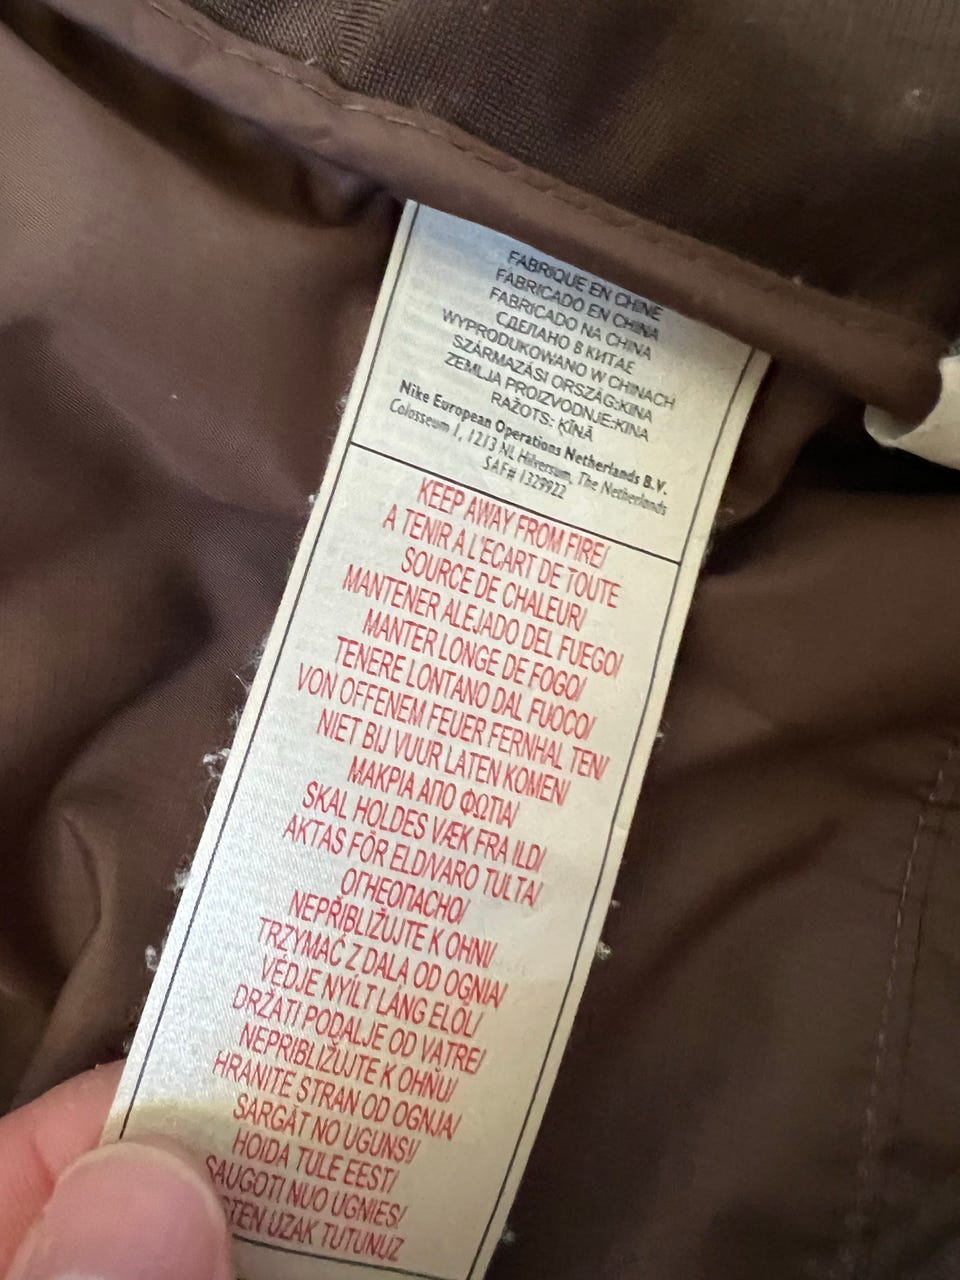 FABRIQUE EN CHINE
FABRICADO EN CHINA
FABRICADO NA CHINA
СДЕЛАНО В КИТАЕ
WYPRODUKOWANO W CHINACH
SZÁRMAZÁSI ORSZÁG:KINA
ZEMLJA PROIZVODNJE:KINA
RAŽOTS: ĶĪNĀ
Nike European Operations Netherlands B.V.
Colosseum 1, 1213 NL Hilversum, The Netherlands
SAF# 1329922
KEEP AWAY FROM FIRE/
A TENIR A L'ECART DE TOUTE
SOURCE DE CHALEUR/
MANTENER ALEJADO DEL FUEGO/
MANTER LONGE DE FOGO/
TENERE LONTANO DAL FUOCO/
VON OFFENEM FEUER FERNHAL TEN/
NIET BIJ VUUR LATEN KOMEN/
ΜΑΚΡΙΑ ΑΠΟ ΦΩΤΙΑ/
SKAL HOLDES VÆK FRA ILD/
AKTAS FÖR ELD/VARO TULTA/
ОГНЕОПАСНО/
NEPŘIBLIŽUJTE K OHNI/
TRZYMAĆ Z DALA OD OGNIA/
VÉDJE NYÍLT LÁNG ELOL/
DRŽATI PODALJE OD VATRE/
NEPRIBLIŽUJTE K OHŇU/
HRANITE STRAN OD OGNJA/
SARGĀT NO UGUNS/
HOIDA TULE EEST/
SAUGOTI NUO UGNIES/
UZAK TUTUNUZ